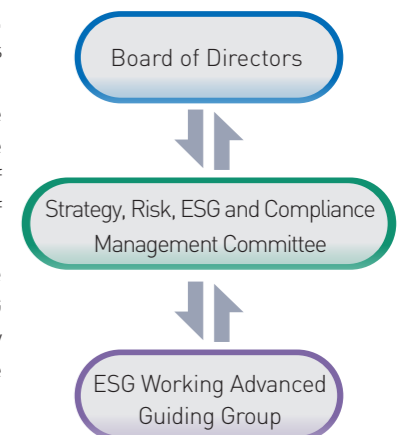 Board of Directors
Strategy, Risk, ESG and Compliance
Management Committee
ESG Working Advanced
Guiding Group